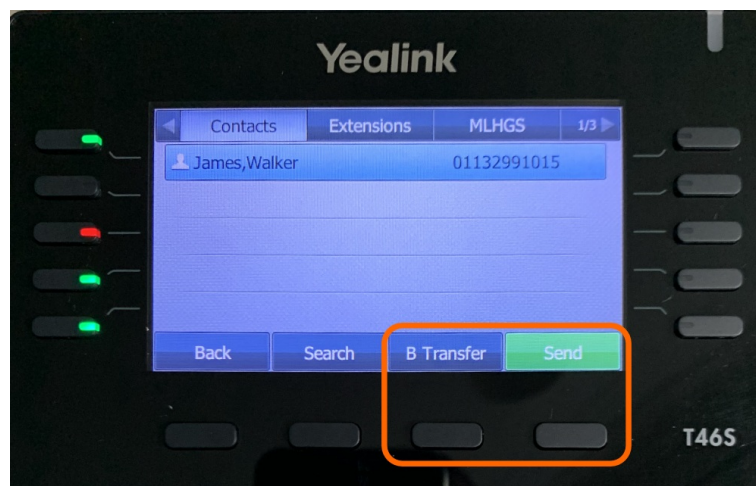 Yealink
Contacts Extensions MLHGS 1/3
James,Walker 01132991015
Back Search B Transfer Send
T46S